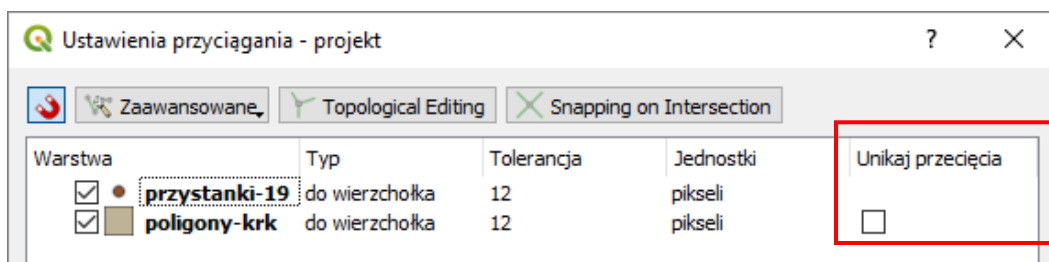 Ustawienia przyciągania - projekt ?
Zaawansowane Topological Editing Snapping on Intersection
Warstwa Typ Tolerancja Jednostki Unikaj przecięcia
przystanki-19 do wierzchołka 12 pikseli
poligony-krk do wierzchołka 12 pikseli